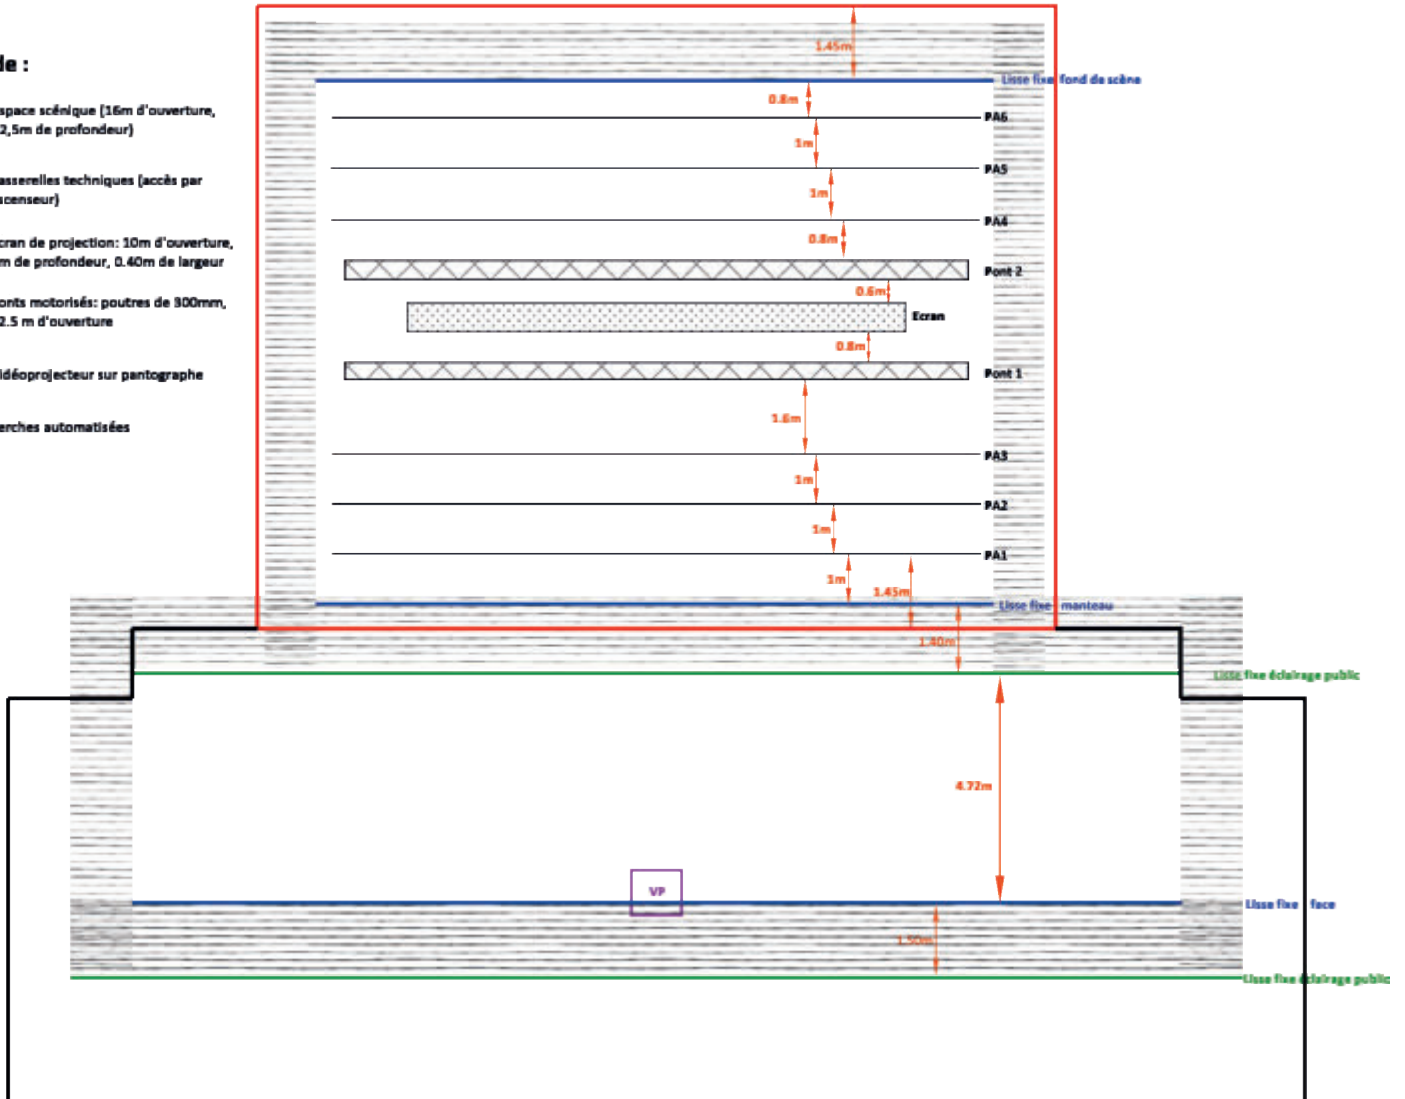 de :
space scénique (16m d'ouverture,
2,5m de profondeur)
asserelles techniques (accès par
scenseur)
cran de projection: 10m d'ouverture,
m de profondeur, 0.40m de largeur
onts motorisés: poutres de 300mm,
2.5 m d'ouverture
idéoprojecteur sur pantographe
erches automatisées
1.45m
Lisse fixe fond de scène
0.8m
PA6
1m
PA5
1m
PA4
0.8m
Pont 2
0.6m
Ecran
0.8m
Pont 1
1.6m
PA3
1m
PA2
1m
PA1
1m
1.45m
Lisse fixe manteau
1.40m
Lisse fixe éclairage public
4.72m
VP
Lisse fixe face
1.50m
Lisse fixe éclairage public